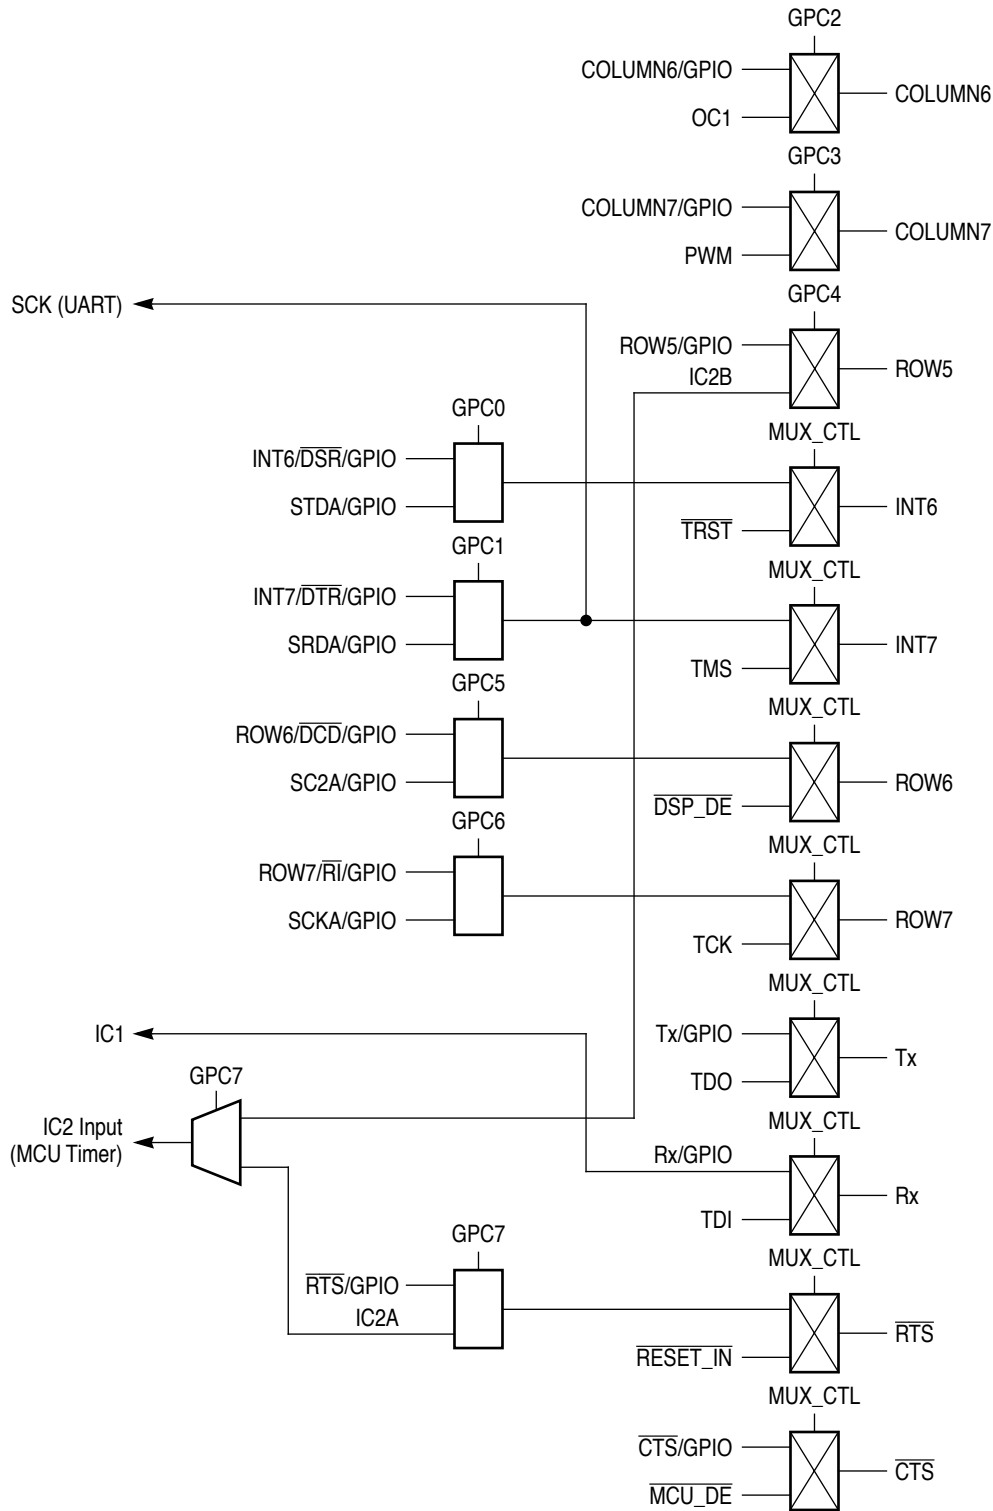 GPC2
COLUMN6/GPIO
COLUMN6
OC1
GPC3
COLUMN7/GPIO
COLUMN7
PWM
SCK (UART)
GPC4
ROW5/GPIO
ROW5
IC2B
GPC0
MUX_CTL
INT6/DSR/GPIO
STDA/GPIO
INT6
TRST
GPC1
MUX_CTL
INT7/DTR/GPIO
SRDA/GPIO
INT7
TMS
GPC5
MUX_CTL
ROW6/DCD/GPIO
SC2A/GPIO
ROW6
DSP_DE
GPC6
MUX_CTL
ROW7/RI/GPIO
SCKA/GPIO
ROW7
TCK
MUX_CTL
IC1
Tx/GPIO
Tx
TDO
GPC7
MUX_CTL
IC2 Input
(MCU Timer)
Rx/GPIO
Rx
TDI
GPC7
MUX_CTL
RTS/GPIO
IC2A
RTS
RESET_IN
MUX_CTL
CTS/GPIO
CTS
MCU_DE